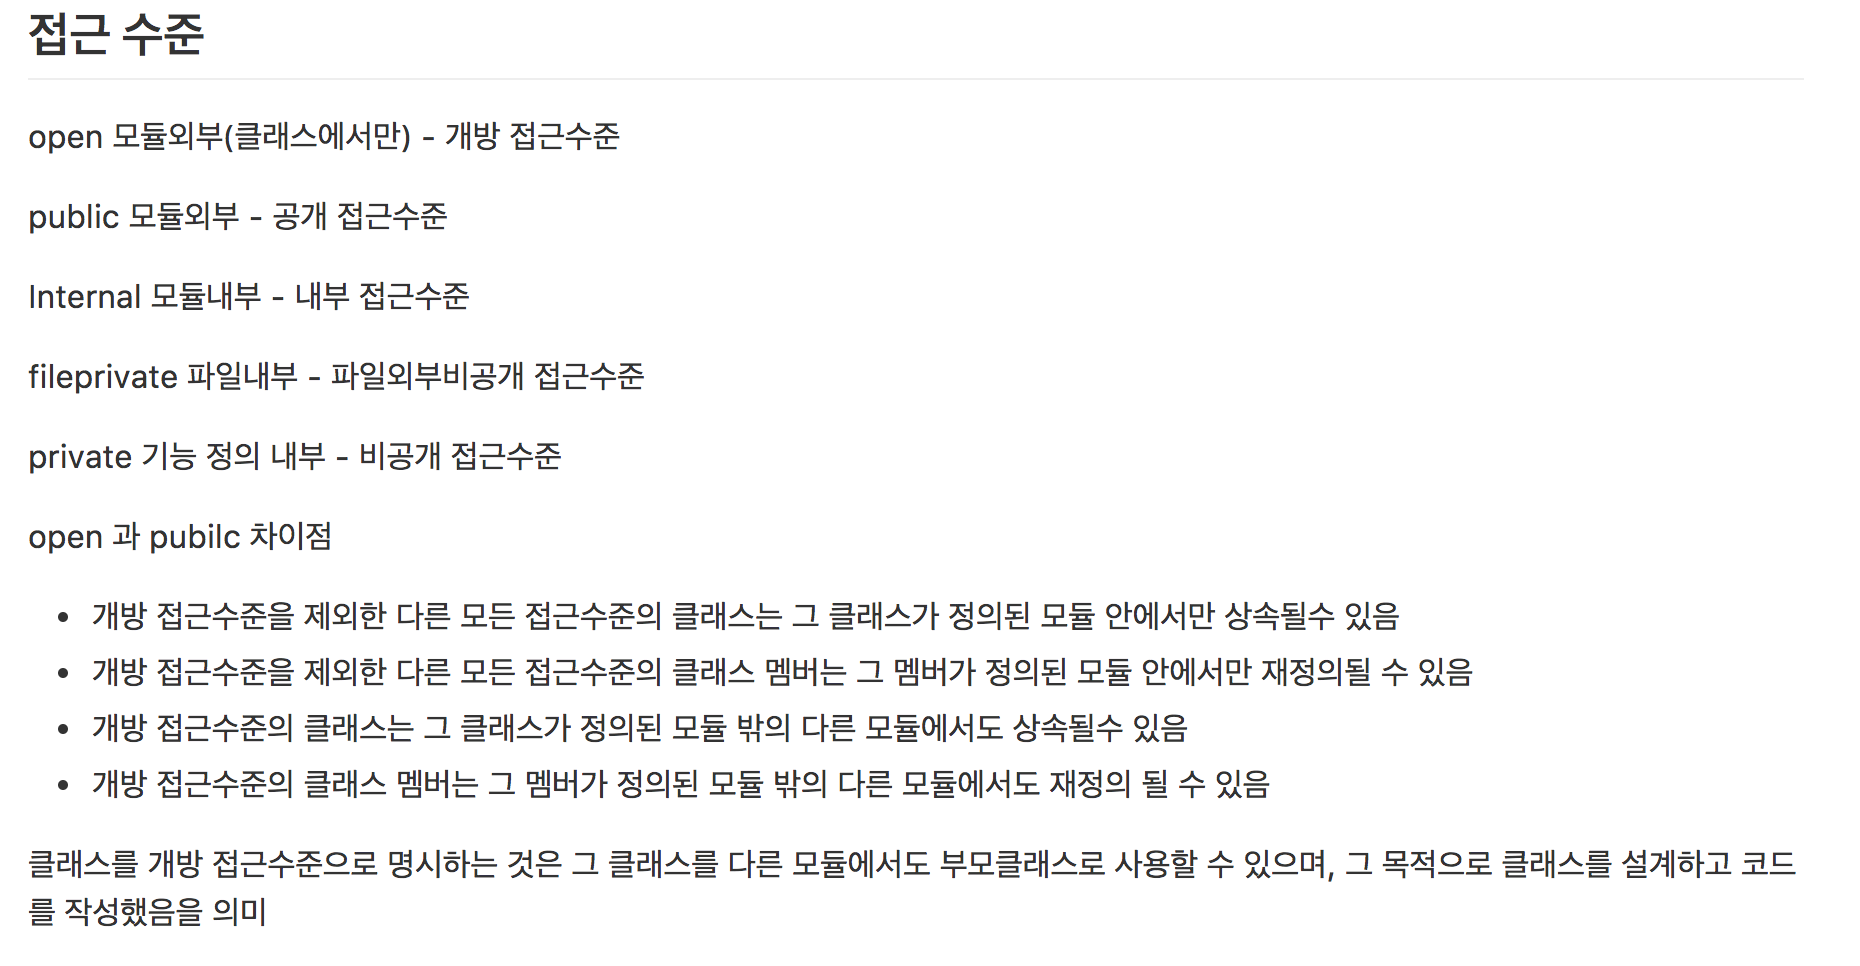 접근 수준
open 모듈외부(클래스에서만) - 개방 접근수준
public 모듈외부 - 공개 접근수준
Internal 모듈내부 - 내부 접근수준
fileprivate 파일내부 - 파일외부비공개 접근수준
private 기능 정의 내부 - 비공개 접근수준
open 과 pubilc 차이점
• 개방 접근수준을 제외한 다른 모든 접근수준의 클래스는 그 클래스가 정의된 모듈 안에서만 상속될수 있음
• 개방 접근수준을 제외한 다른 모든 접근수준의 클래스 멤버는 그 멤버가 정의된 모듈 안에서만 재정의될 수 있음
• 개방 접근수준의 클래스는 그 클래스가 정의된 모듈 밖의 다른 모듈에서도 상속될수 있음
• 개방 접근수준의 클래스 멤버는 그 멤버가 정의된 모듈 밖의 다른 모듈에서도 재정의 될 수 있음
클래스를 개방 접근수준으로 명시하는 것은 그 클래스를 다른 모듈에서도 부모클래스로 사용할 수 있으며, 그 목적으로 클래스를 설계하고 코드
를 작성했음을 의미